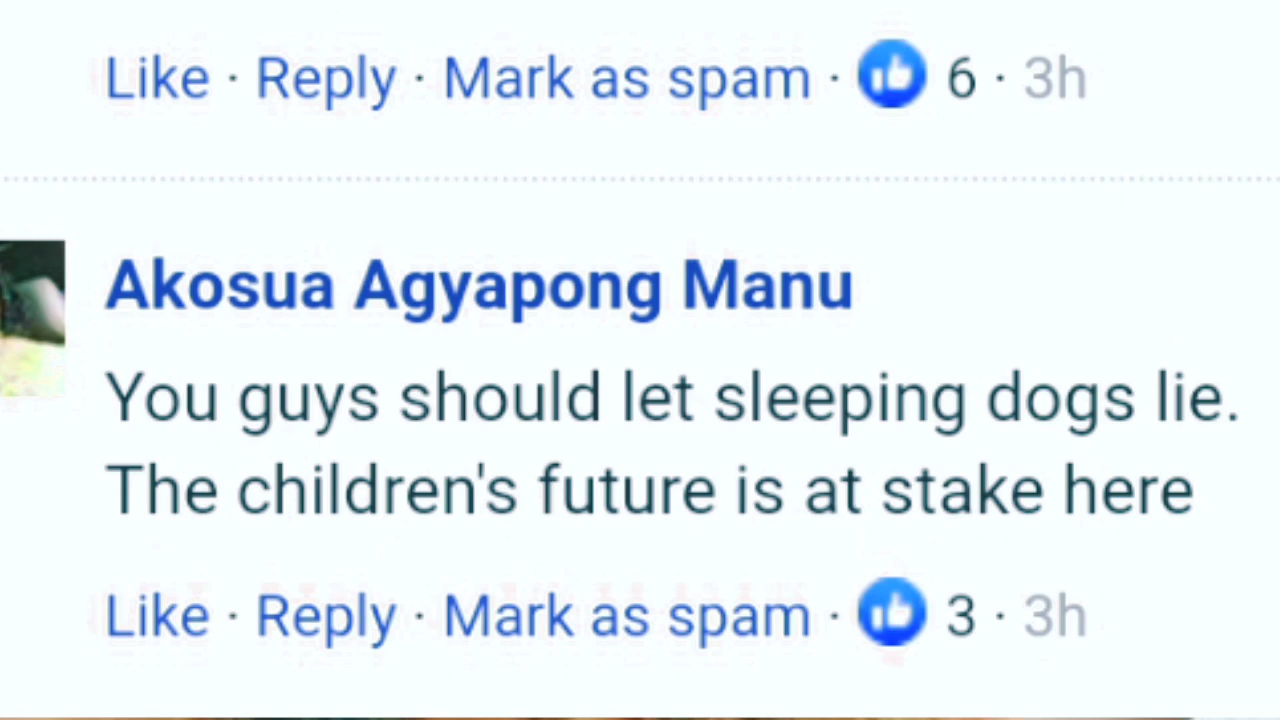 Like · Reply · Mark as spam · 6 · 3h
Akosua Agyapong Manu
You guys should let sleeping dogs lie.
The children's future is at stake here
Like · Reply · Mark as spam · 3 · 3h